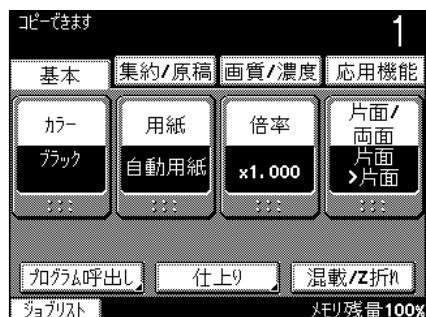 ｺﾋﾟｰできます
1
基本 集約/原稿 画質/濃度 応用機能
ｶﾗｰ 用紙 倍率 片面/
両面
ﾌﾞﾗｯｸ 自動用紙 x1.000 片面
>片面
ﾌﾟﾛｸﾞﾗﾑ呼出し 仕上り 混載/Z折れ
ｼﾞｮﾌﾞﾘｽﾄ ﾒﾓﾘ残量100%